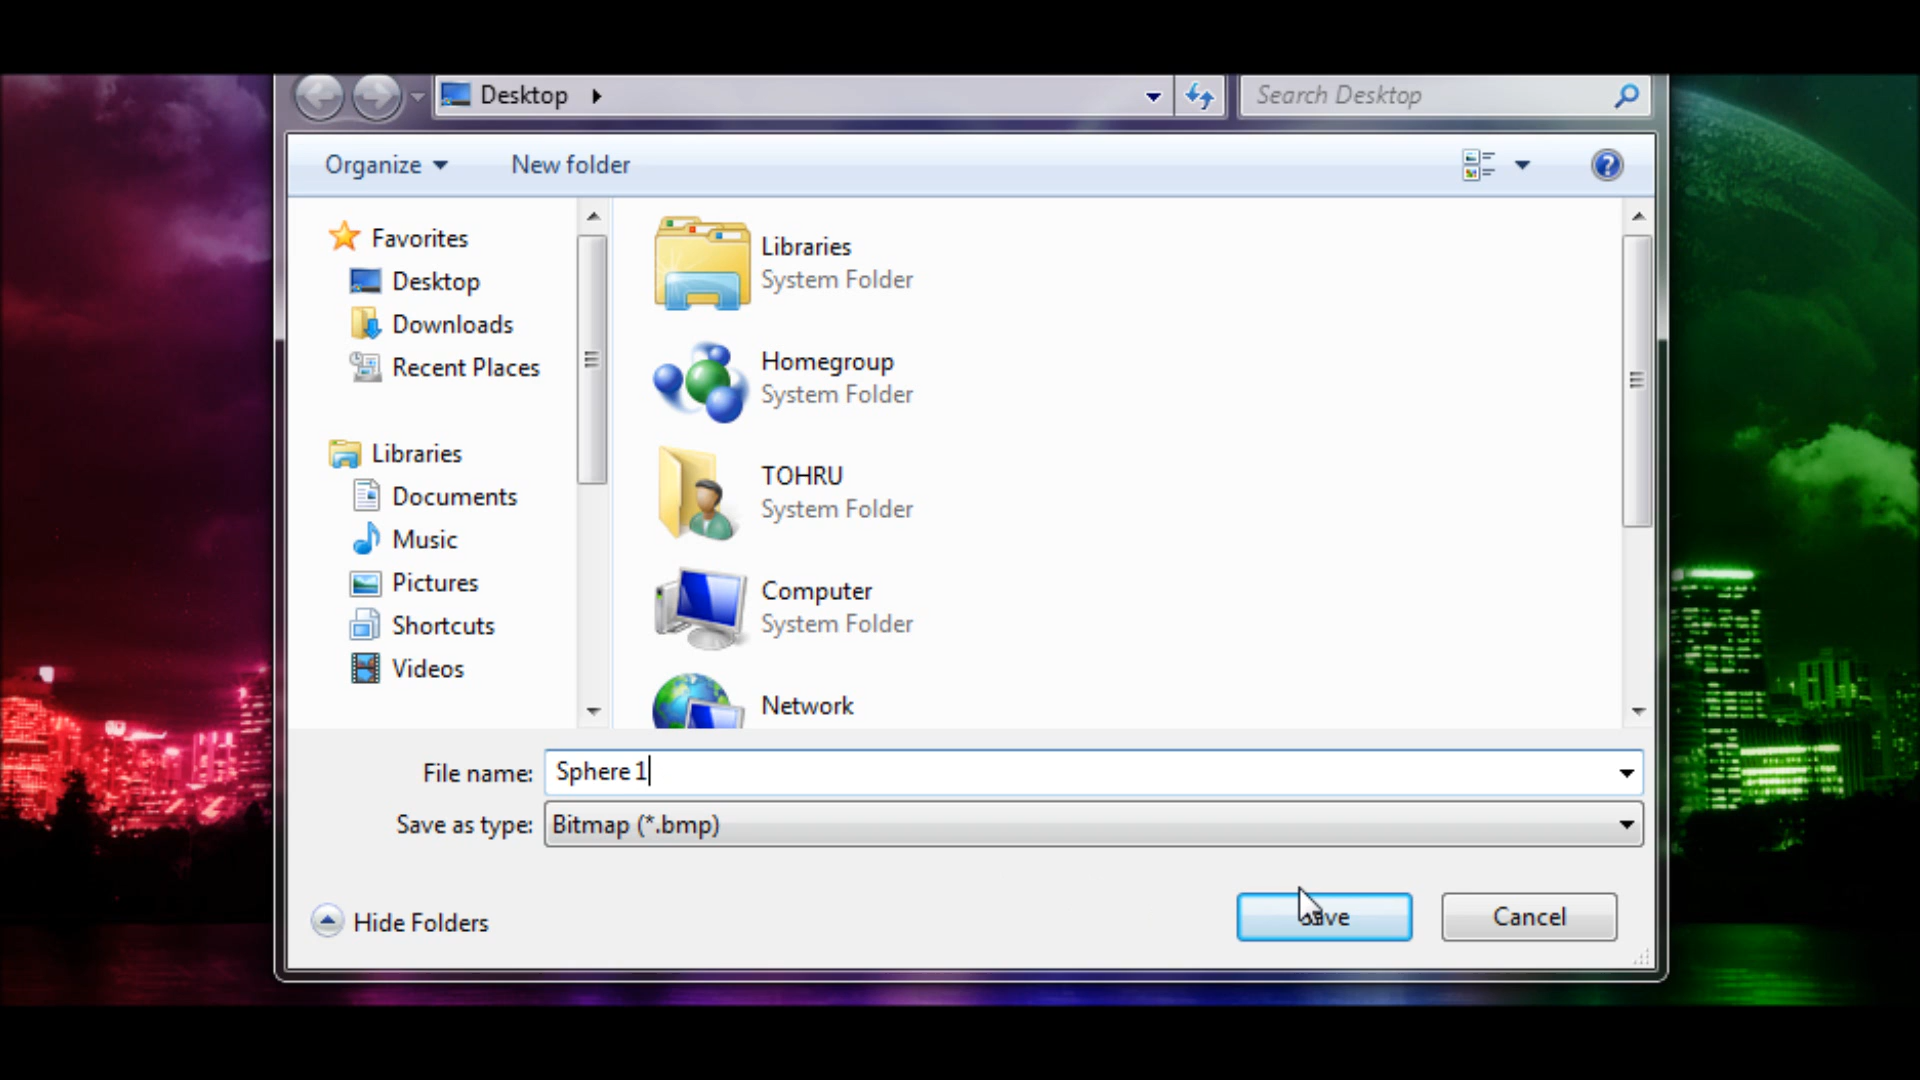 Desktop
Search Desktop
Organize
New folder
Favorites
Desktop
Downloads
Recent Places
Libraries
Documents
Music
Pictures
Shortcuts
Videos
Libraries
System Folder
Homegroup
System Folder
TOHRU
System Folder
Computer
System Folder
Network
File name: Sphere 1
Save as type: Bitmap (*.bmp)
Hide Folders
Save
Cancel